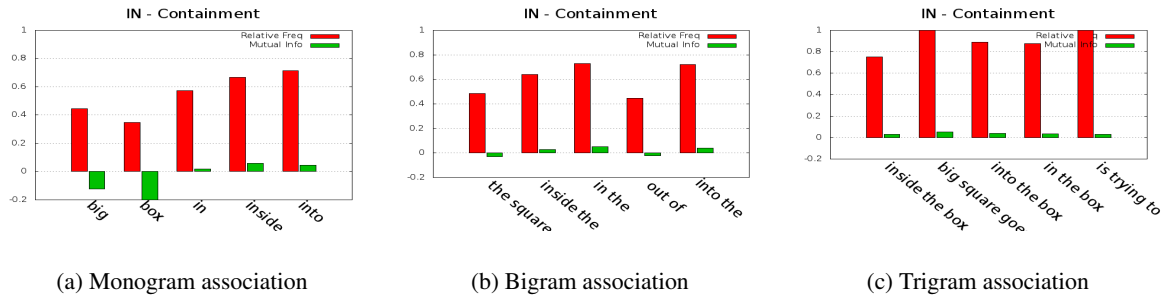 IN - Containment
Relative Freq
Mutual Info
1
0.8
0.6
0.4
0.2
0
-0.2
big
box
in
inside
into
(a) Monogram association
IN - Containment
Relative Freq
Mutual Info
1
0.8
0.6
0.4
0.2
0
-0.2
the square
inside the
in the
out of
into the
(b) Bigram association
IN - Containment
Relative Freq
Mutual Info
1
0.8
0.6
0.4
0.2
0
-0.2
inside the box
big square goe
into the box
in the box
is trying to
(c) Trigram association